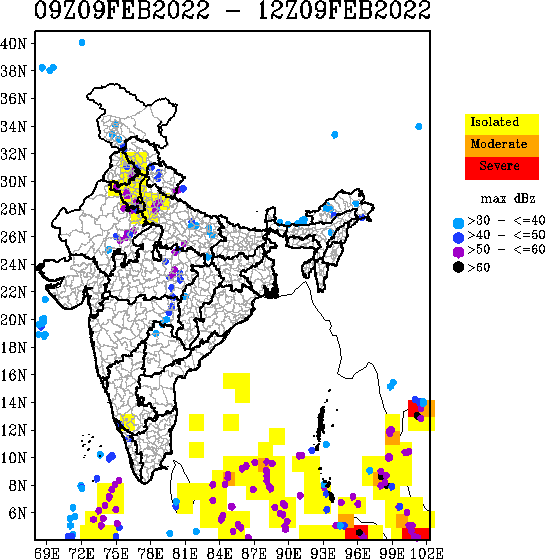 09Z09FEB2022 – 12Z09FEB2022
40N
38N
36N
34N
32N
30N
28N
26N
24N
22N
20N
18N
16N
14N
12N
10N
8N
6N
69E 72E 75E 78E 81E 84E 87E 90E 93E 96E 99E 102E
Isolated
Moderate
Severe
max dBz
>30 – <=40
>40 – <=50
>50 – <=60
>60